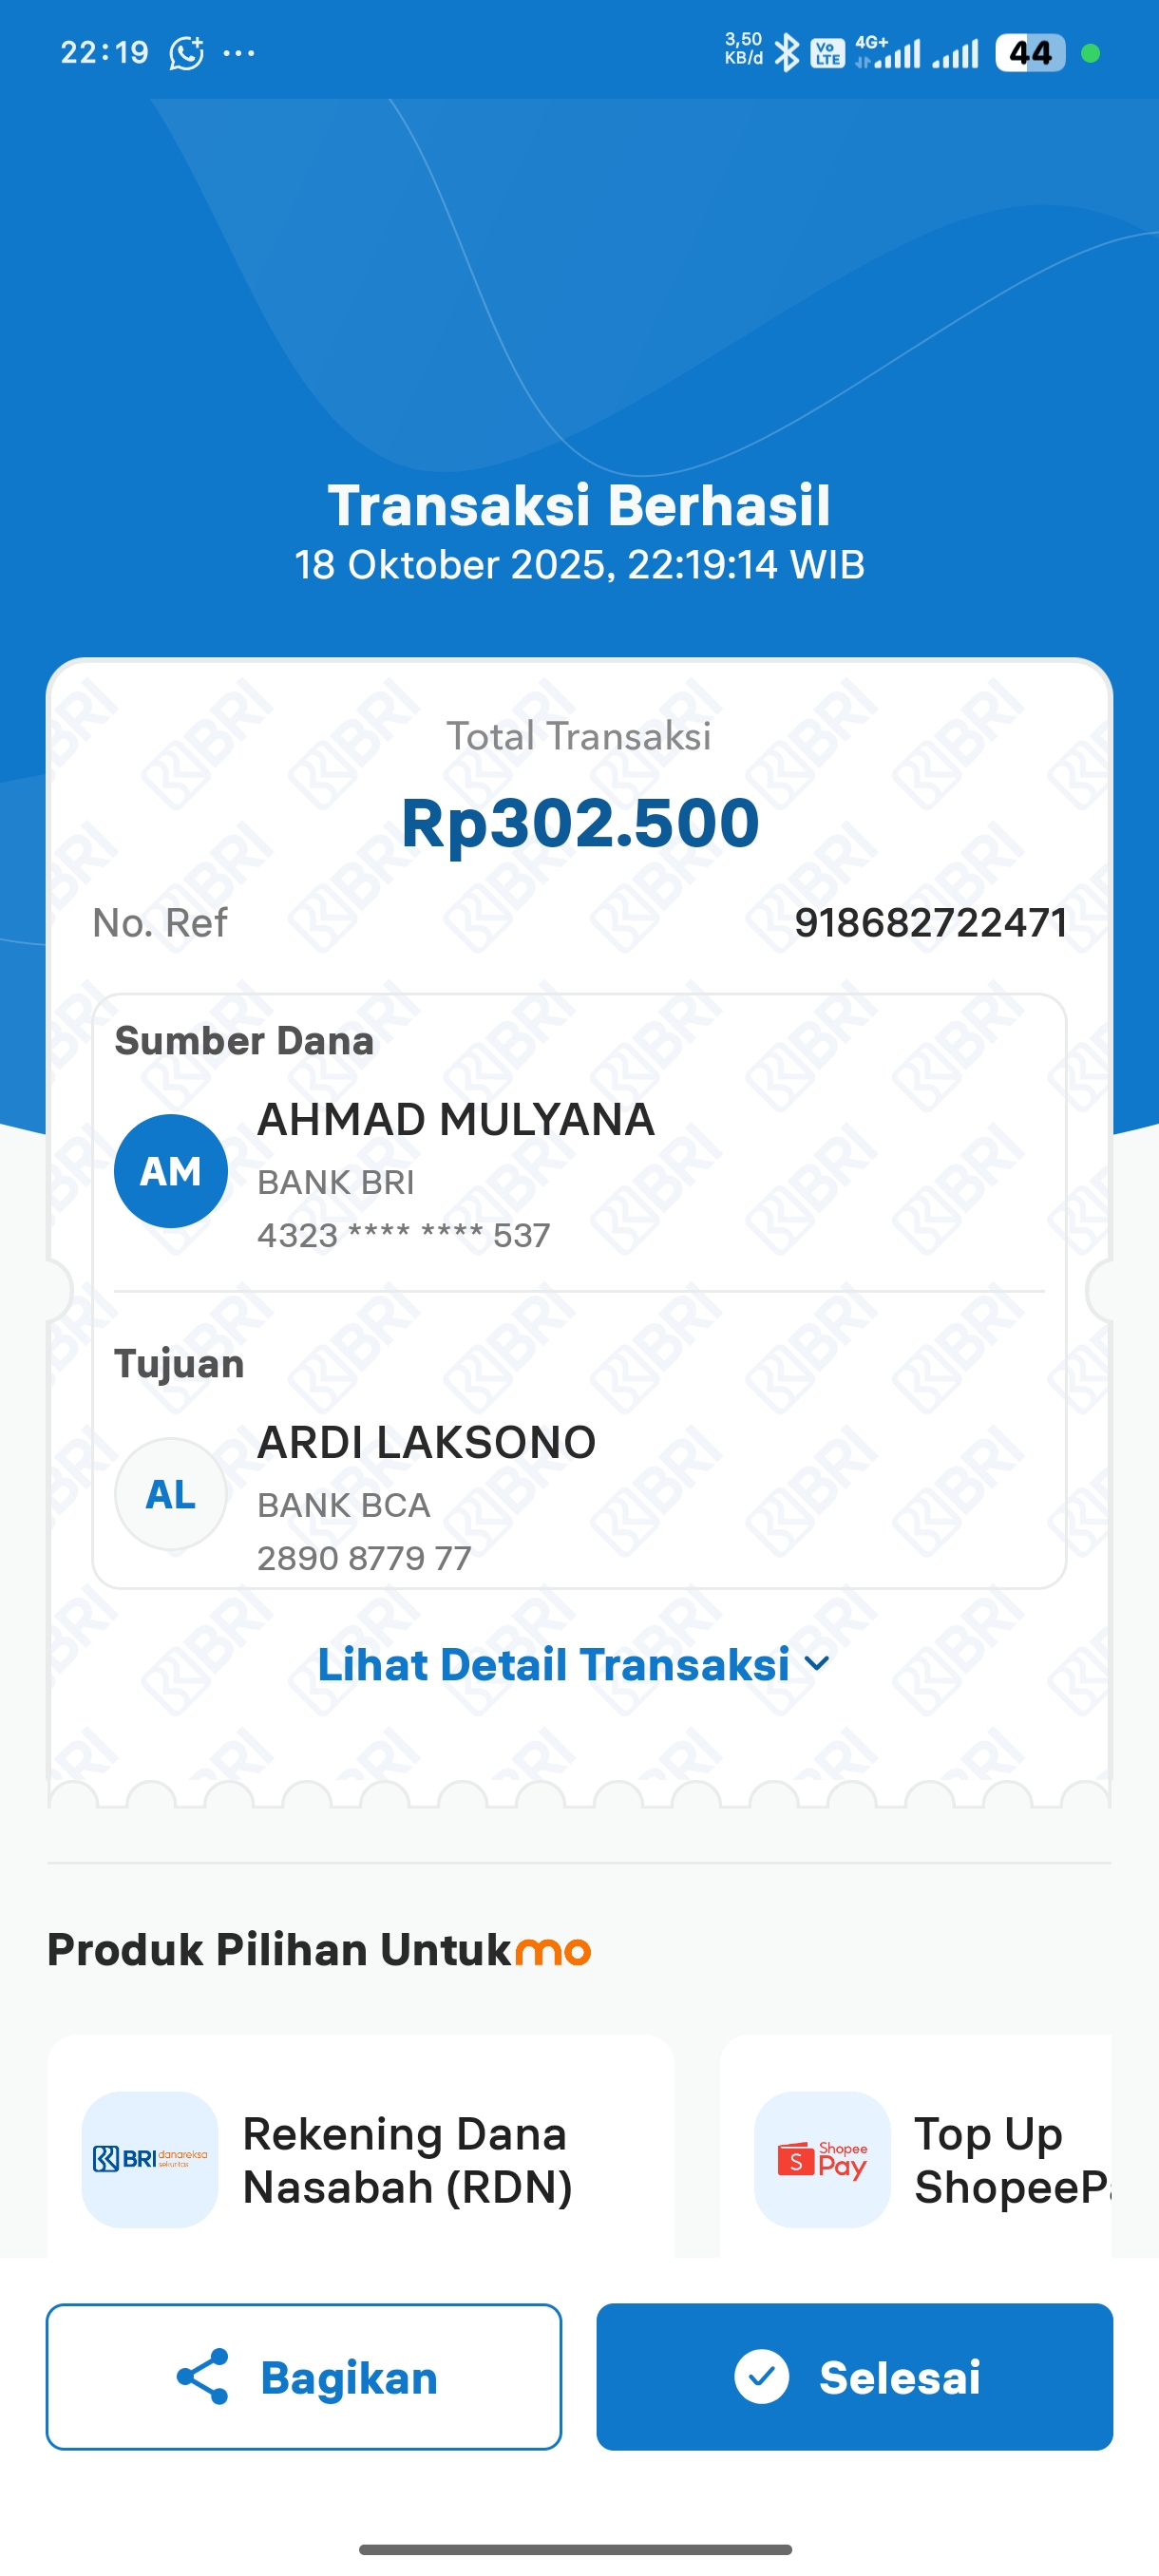 22:19
3,50
KB/d
Vo
LTE
4G+
44
Transaksi Berhasil
18 Oktober 2025, 22:19:14 WIB
Total Transaksi
Rp302.500
No. Ref 918682722471
Sumber Dana
AM
AHMAD MULYANA
BANK BRI
4323 **** **** 537
Tujuan
AL
ARDI LAKSONO
BANK BCA
2890 8779 77
Lihat Detail Transaksi
Produk Pilihan Untukmo
BRI danareksa
sekuritas
Rekening Dana
Nasabah (RDN)
S Shopee
Pay
Top Up
ShopeePa
Bagikan
Selesai